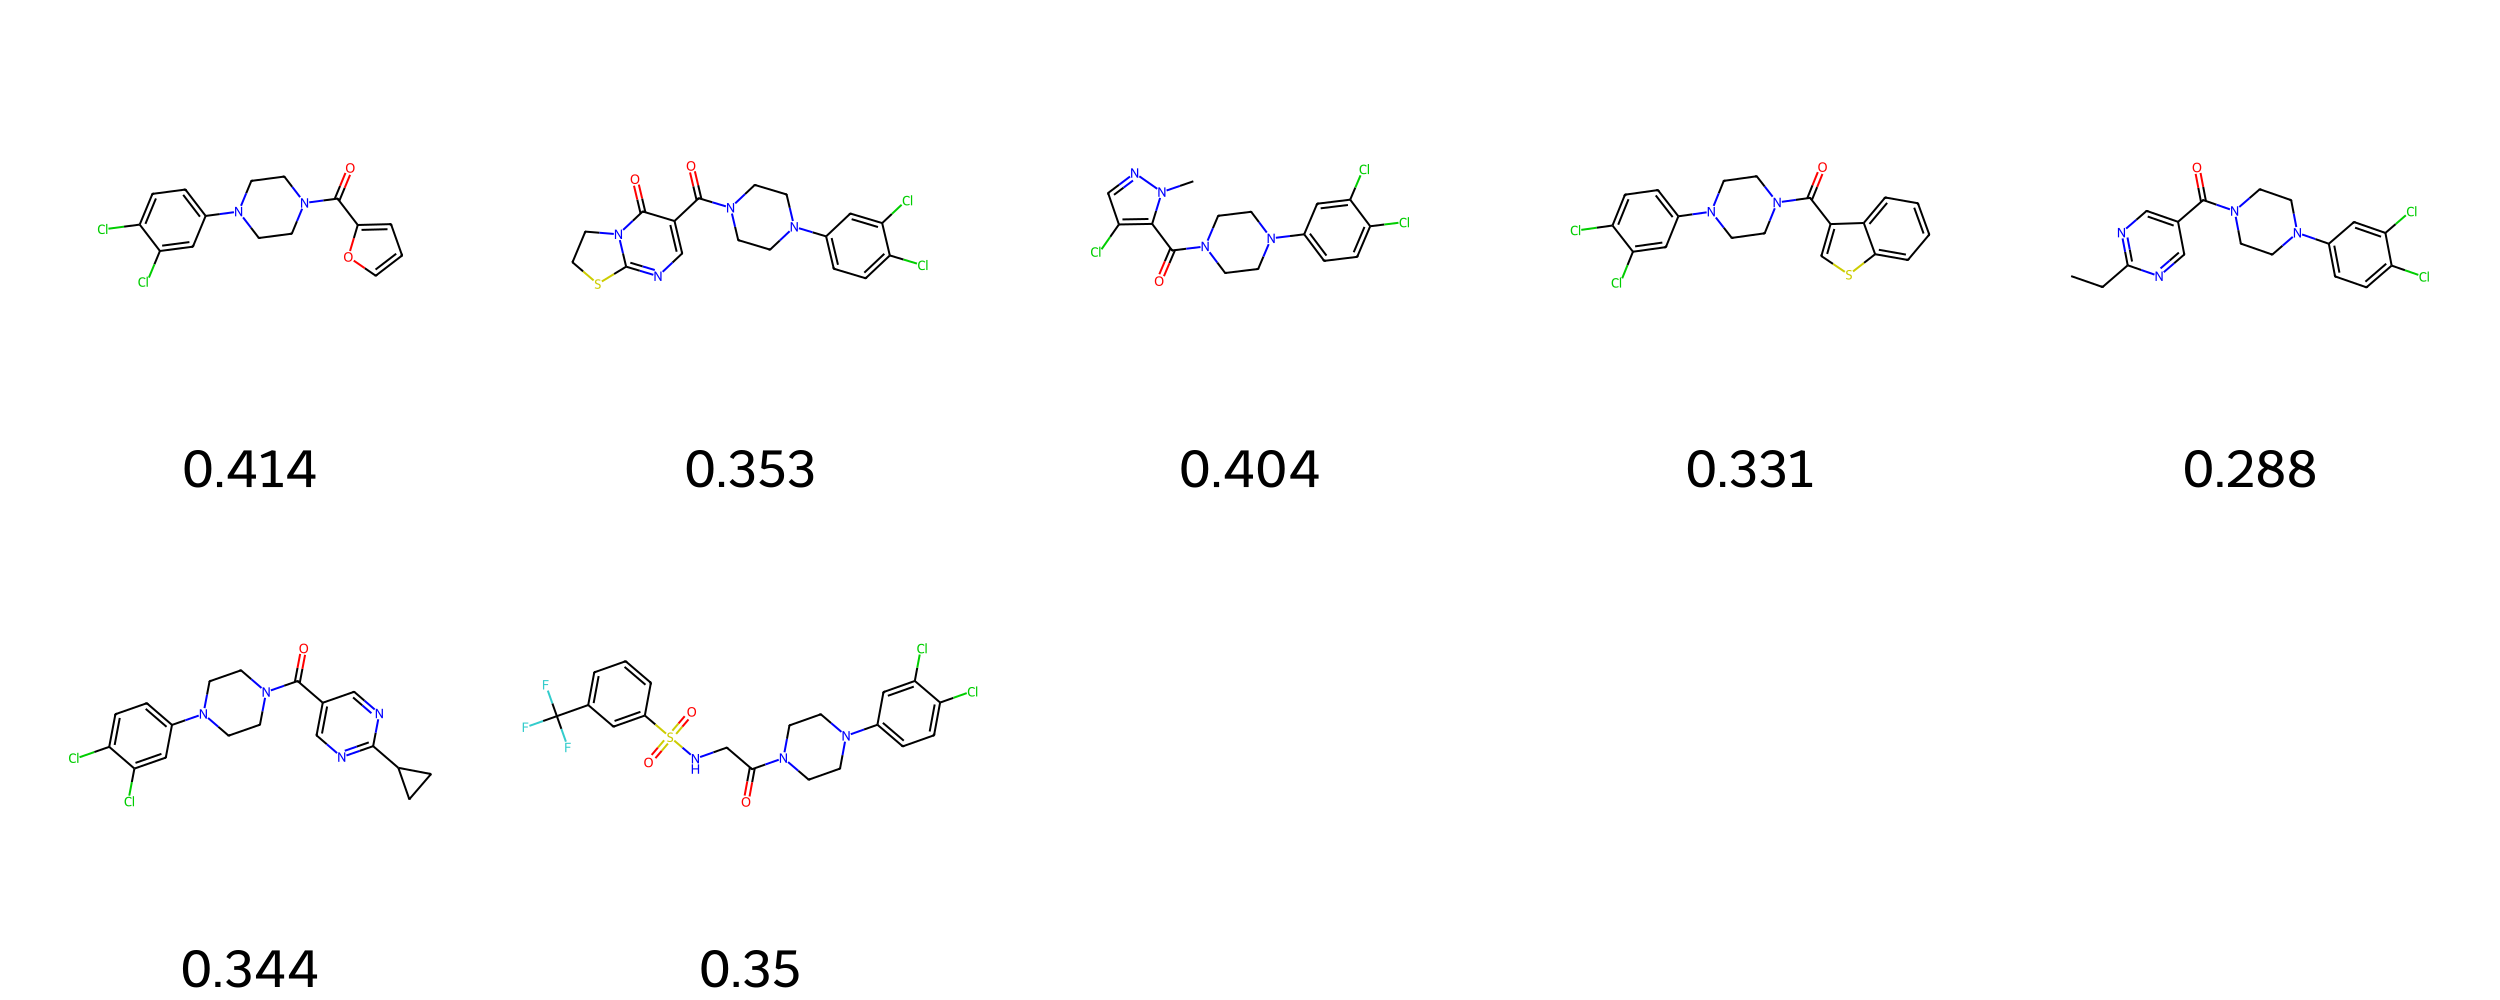 Cl Cl N N O O
O N S N O N N Cl Cl
N N Cl O N N Cl Cl
Cl Cl N N O S
N N O N N Cl Cl
0.414 0.353 0.404 0.331 0.288
Cl Cl N N O N N
F F F O S O N H O N N Cl Cl
0.344 0.35